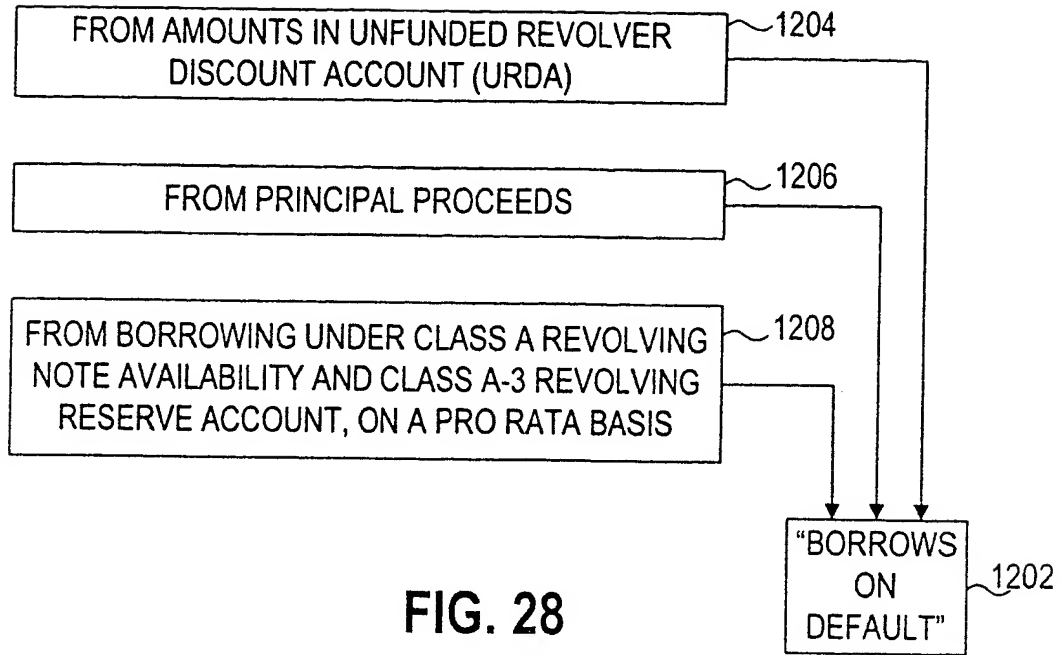 FROM AMOUNTS IN UNFUNDED REVOLVER
DISCOUNT ACCOUNT (URDA)
1204
FROM PRINCIPAL PROCEEDS
1206
FROM BORROWING UNDER CLASS A REVOLVING
NOTE AVAILABILITY AND CLASS A-3 REVOLVING
RESERVE ACCOUNT, ON A PRO RATA BASIS
1208
“BORROWS
ON
DEFAULT”
1202
FIG. 28